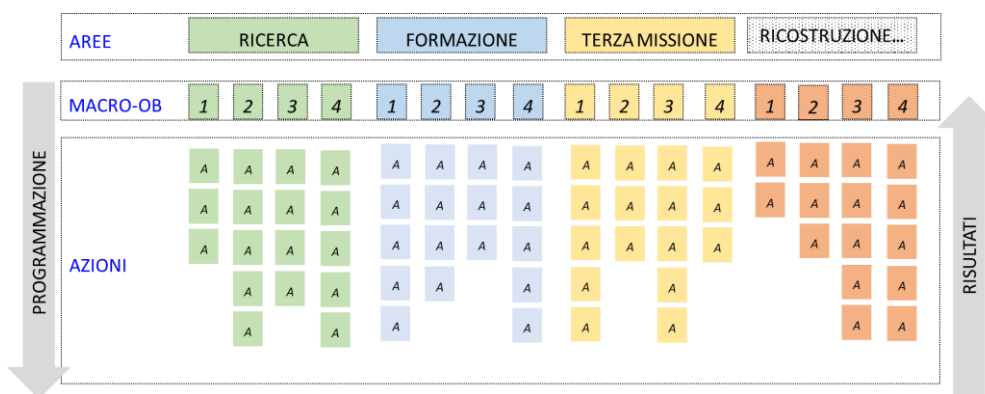 AREE RICERCA FORMAZIONE TERZA MISSIONE RICOSTRUZIONE…
MACRO-OB 1 2 3 4 1 2 3 4 1 2 3 4 1 2 3 4
PROGRAMMAZIONE
AZIONI
A A A A A A A A A A A A A A A A
A A A A A A A A A A A A A A A A
A A A A A A A A A A A A A A A
A A A A A A A A A A
A A A A A A A A
RISULTATI